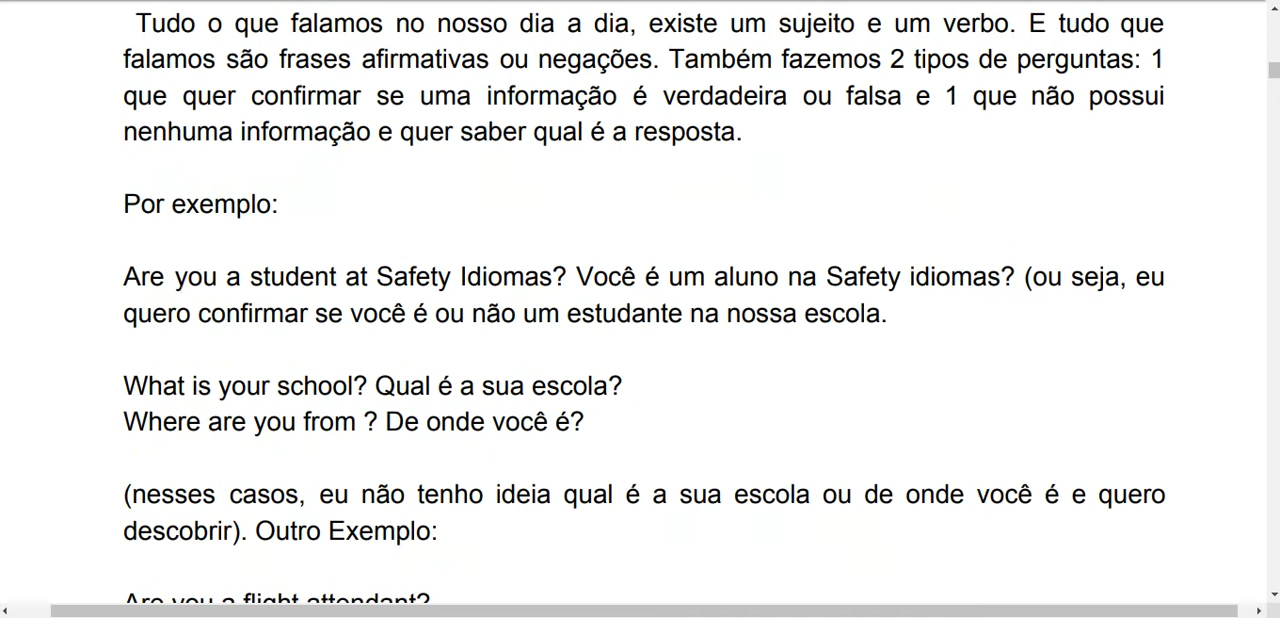 Tudo o que falamos no nosso dia a dia, existe um sujeito e um verbo. E tudo que
falamos são frases afirmativas ou negações. Também fazemos 2 tipos de perguntas: 1
que quer confirmar se uma informação é verdadeira ou falsa e 1 que não possui
nenhuma informação e quer saber qual é a resposta.
Por exemplo:
Are you a student at Safety Idiomas? Você é um aluno na Safety idiomas? (ou seja, eu
quero confirmar se você é ou não um estudante na nossa escola.
What is your school? Qual é a sua escola?
Where are you from ? De onde você é?
(nesses casos, eu não tenho ideia qual é a sua escola ou de onde você é e quero
descobrir). Outro Exemplo:
Are you a flight attendant?